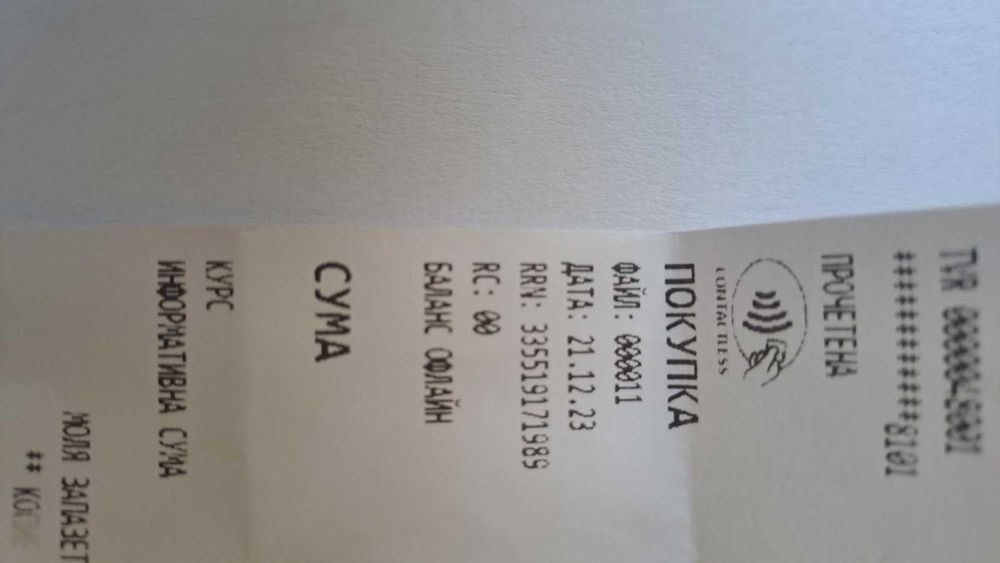 ############8101
ПРОЧЕТЕНА
CONTACTLESS
ПОКУПКА
ФАЙЛ: 000011
ДАТА: 21.12.23
RRN: 335519171989
RC: 00
БАЛАНС ОФЛАЙН
СУМА
КУРС
ИНФОРМАТИВНА СУМА
МОЛЯ ЗАПАЗЕТ
##